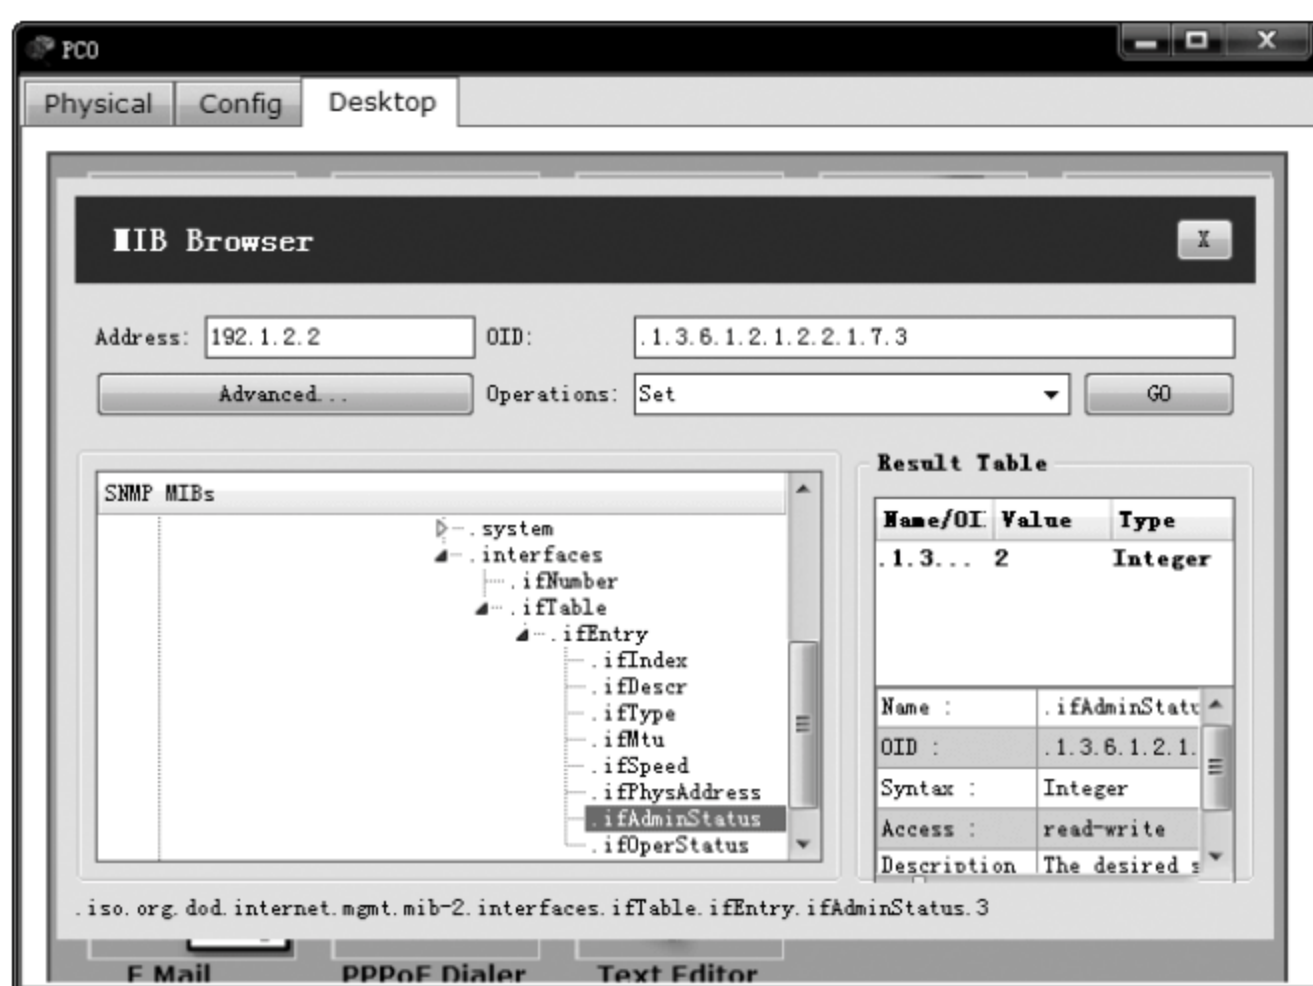 PC0
Physical Config Desktop
MIB Browser
X
Address: 192.1.2.2 OID: .1.3.6.1.2.1.2.2.1.7.3
Advanced... Operations: Set GO
Result Table
SNMP MIBs
Name/OI Value Type
.1.3... 2 Integer
.system
.interfaces
.ifNumber
.ifTable
.ifEntry
.ifIndex
.ifDescr
.ifType
.ifMtu
.ifSpeed
.ifPhysAddress
.ifAdminStatus
.ifOperStatus
Name : .ifAdminStatu
OID : .1.3.6.1.2.1.
Syntax : Integer
Access : read-write
Description The desired s
.iso.org.dod.internet.mgmt.mib-2.interfaces.ifTable.ifEntry.ifAdminStatus.3
E Mail PPPoE Dialer Text Editor